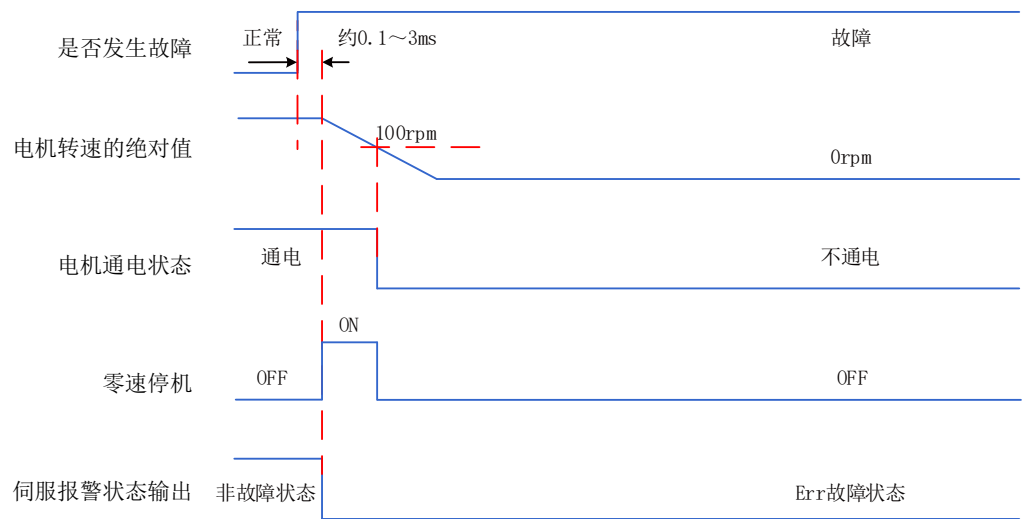 是否发生故障
正常
约0.1～3ms
故障
电机转速的绝对值
100rpm
0rpm
电机通电状态
通电
不通电
零速停机
OFF
ON
OFF
伺服报警状态输出
非故障状态
Err故障状态